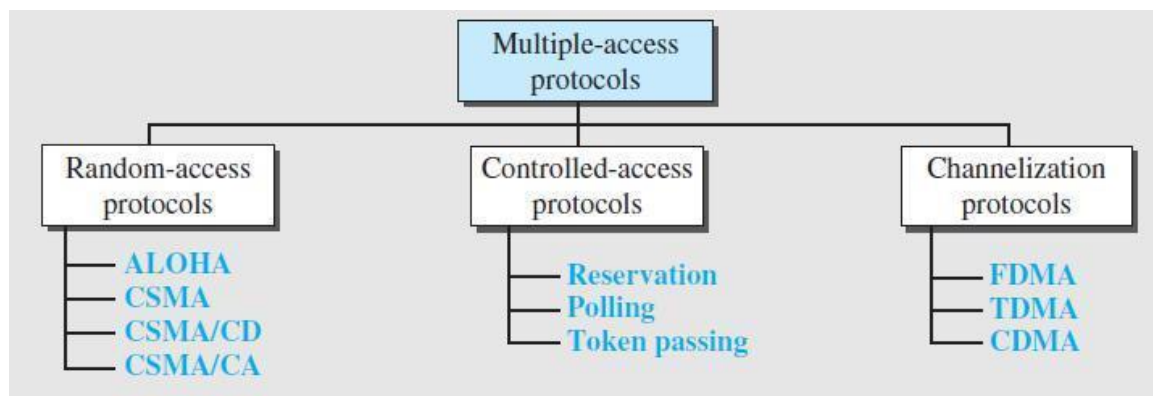 Multiple-access
protocols
Random-access
protocols
Controlled-access
protocols
Channelization
protocols
ALOHA
CSMA
CSMA/CD
CSMA/CA
Reservation
Polling
Token passing
FDMA
TDMA
CDMA